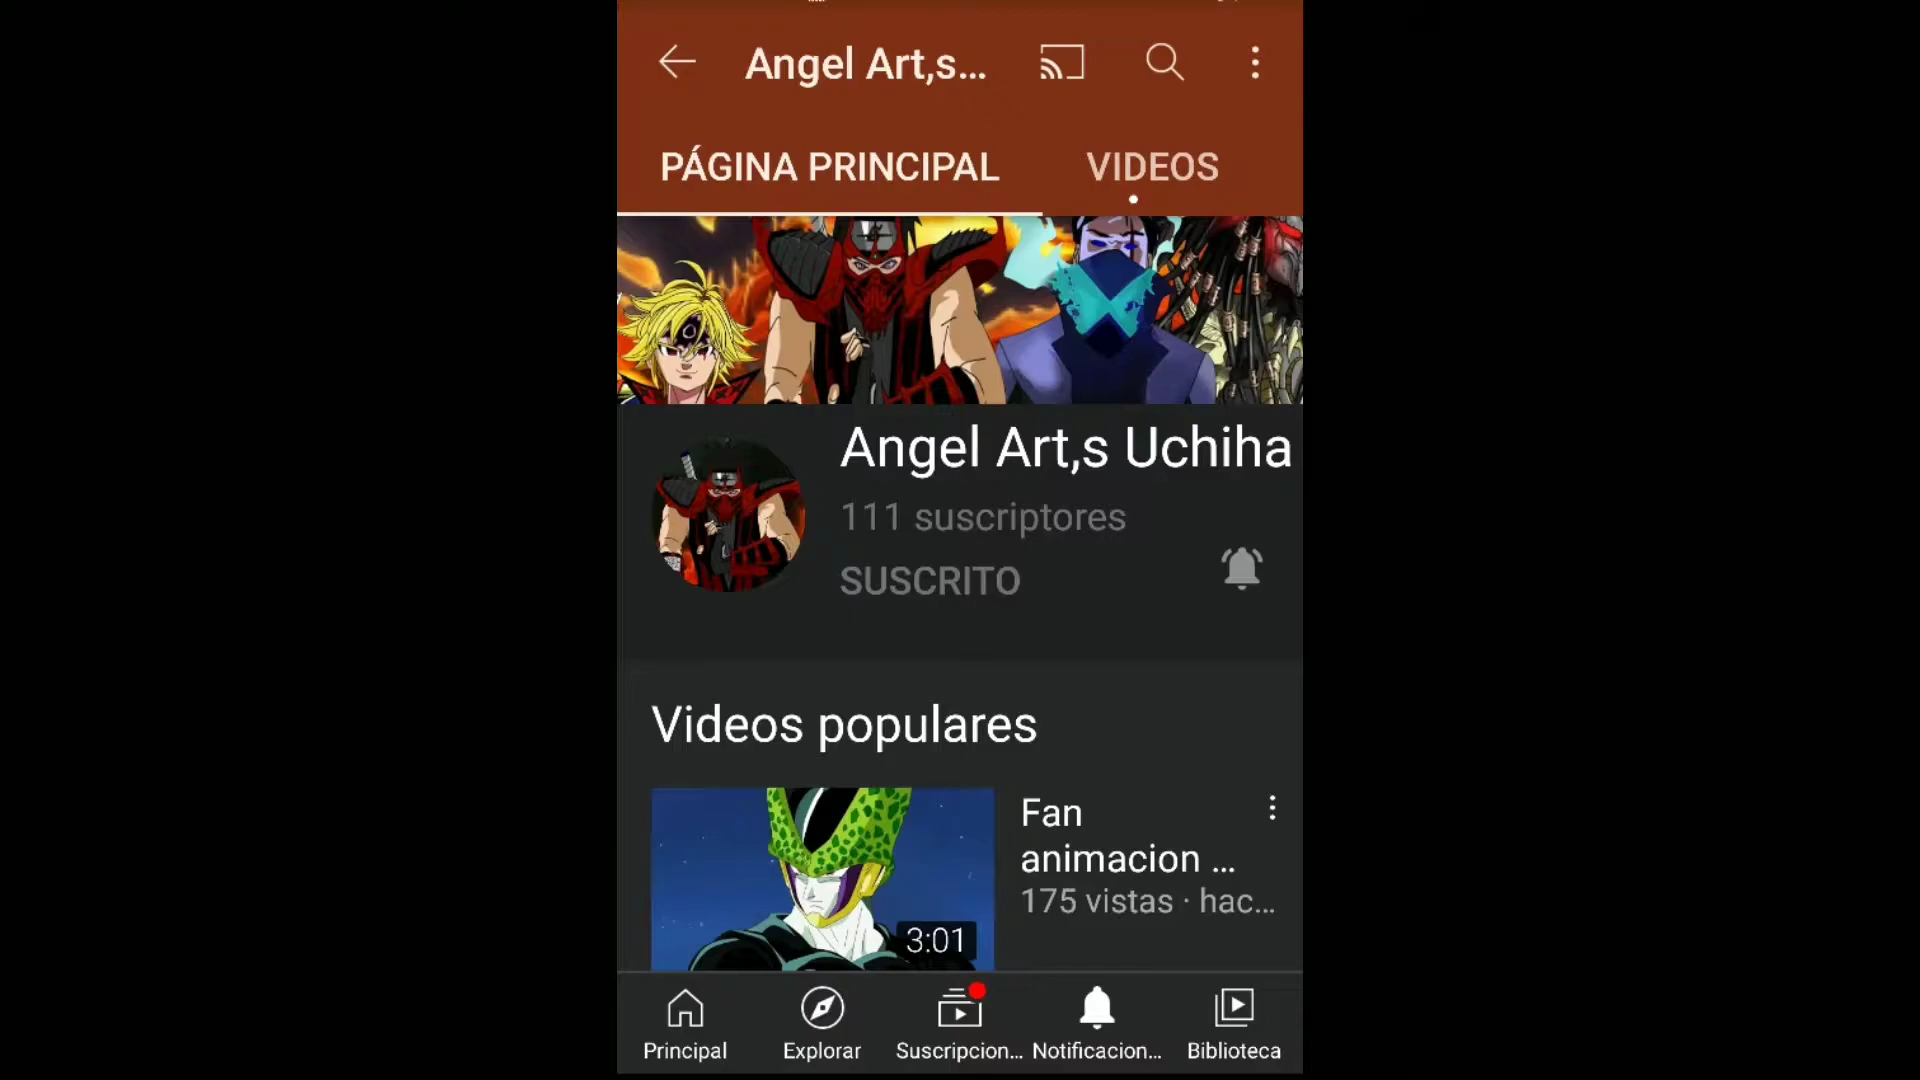 Angel Art,s...
PÁGINA PRINCIPAL
VIDEOS
Angel Art,s Uchiha
111 suscriptores
SUSCRITO
Videos populares
Fan
animacion ...
175 vistas · hac...
3:01
Principal
Explorar
Suscripcion...
Notificacion...
Biblioteca